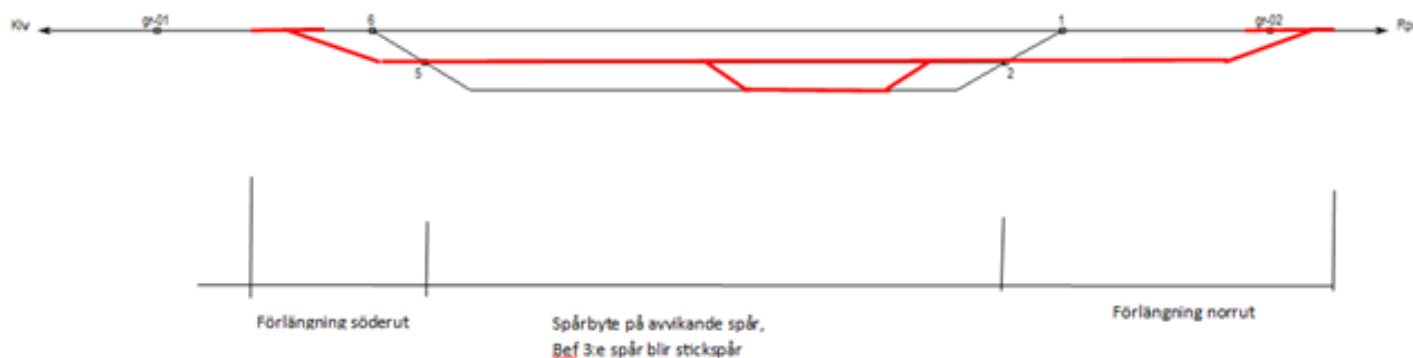 Klv
gr-01
6
1
gr-02
Rp
5
2
Förlängning söderut
Spårbyte på avvikande spår,
Bef 3:e spår blir stickspår
Förlängning norrut